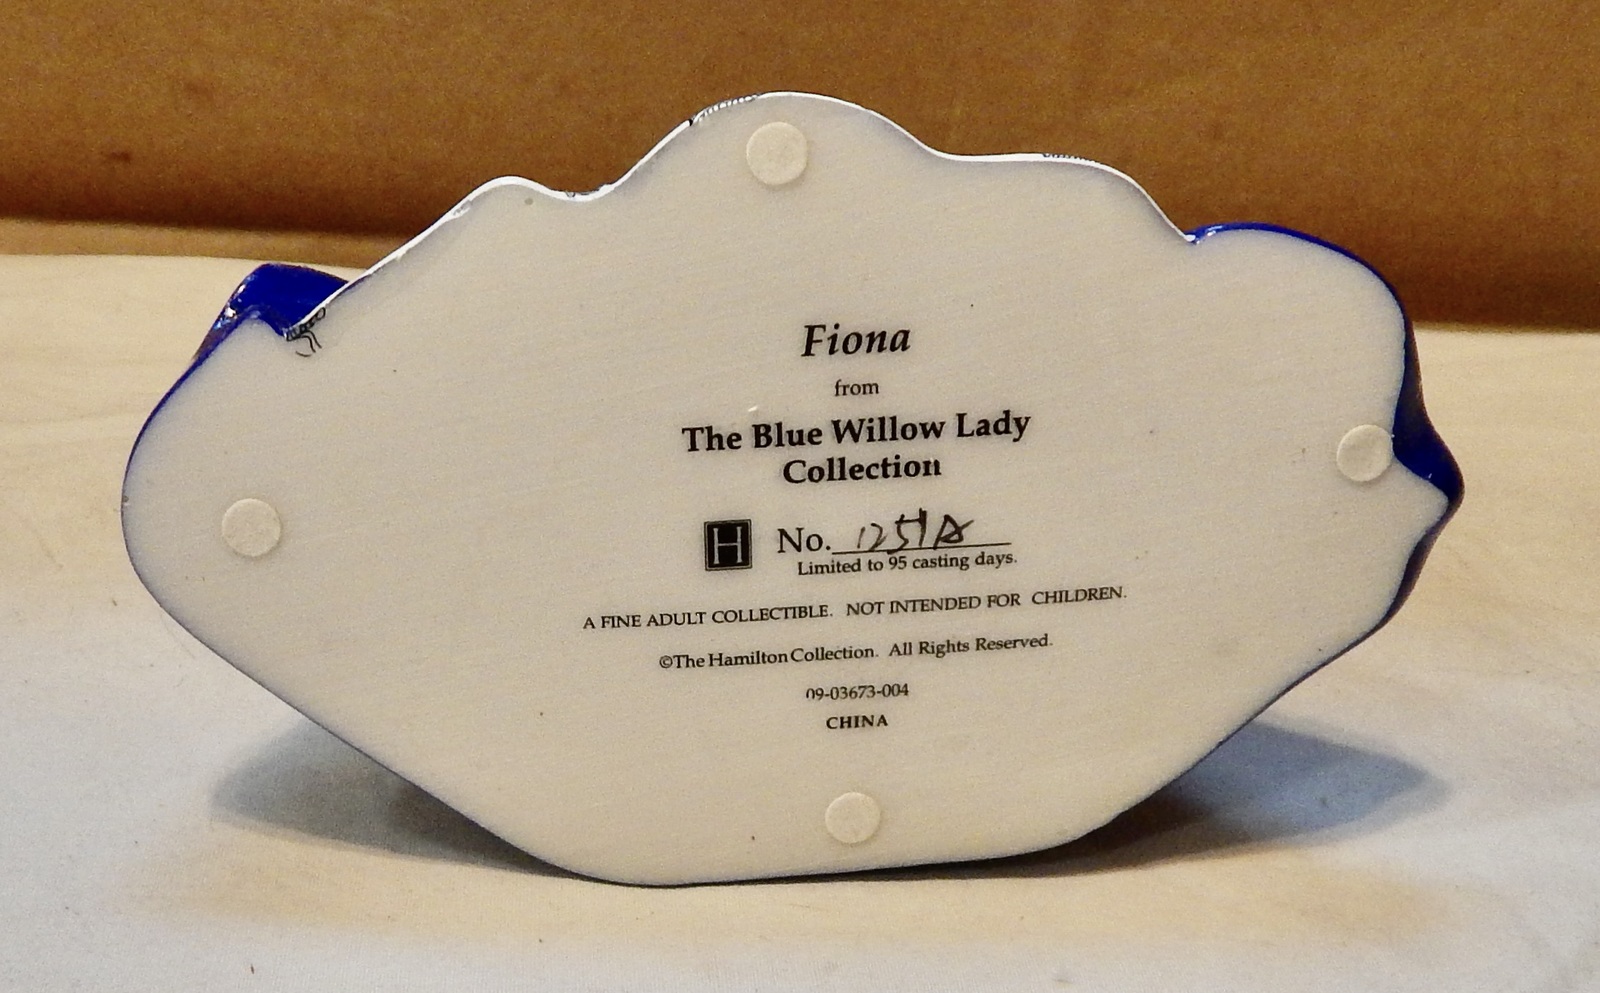 Fiona
from
The Blue Willow Lady
Collection
H No. 1251A
Limited to 95 casting days.
A FINE ADULT COLLECTIBLE. NOT INTENDED FOR CHILDREN.
©The Hamilton Collection. All Rights Reserved.
09-03673-004
CHINA